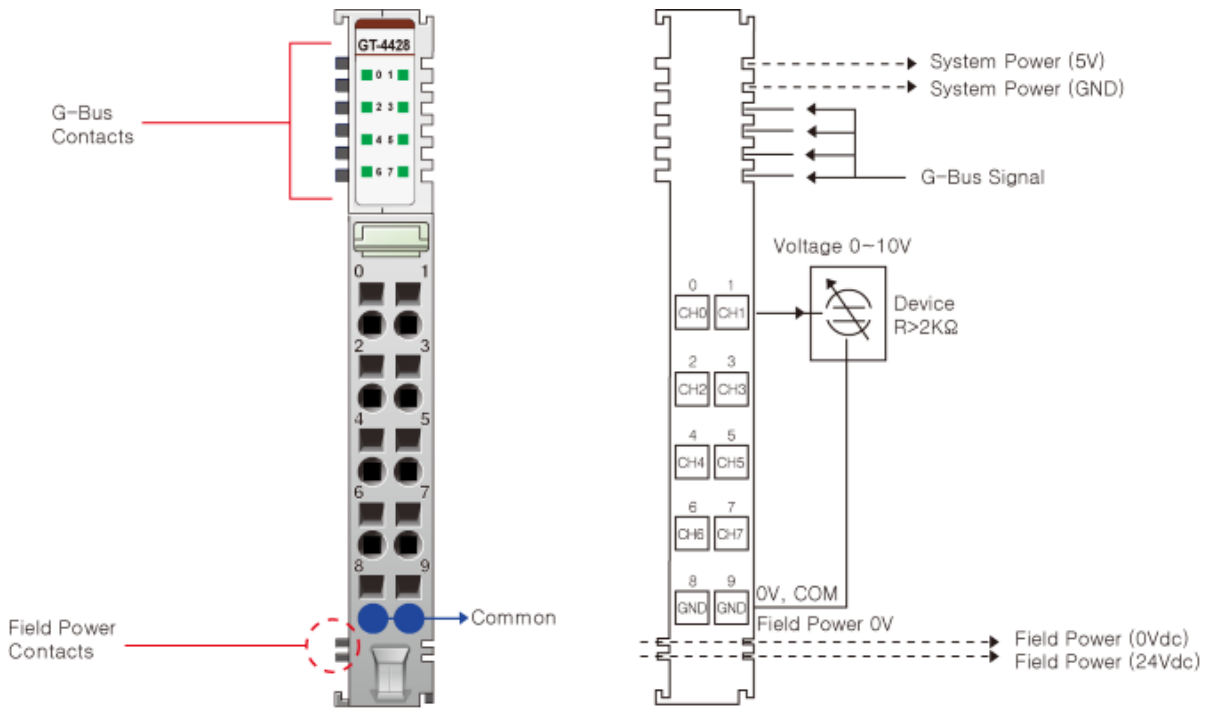 GT-4428
0 1
2 3
4 5
6 7
G-Bus
Contacts
0 1
2 3
4 5
6 7
8 9
Common
Field Power
Contacts
System Power (5V)
System Power (GND)
G-Bus Signal
Voltage 0~10V
Device
R>2KΩ
0 1
CH0 CH1
2 3
CH2 CH3
4 5
CH4 CH5
6 7
CH6 CH7
8 9
GND GND
0V, COM
Field Power 0V
Field Power (0Vdc)
Field Power (24Vdc)